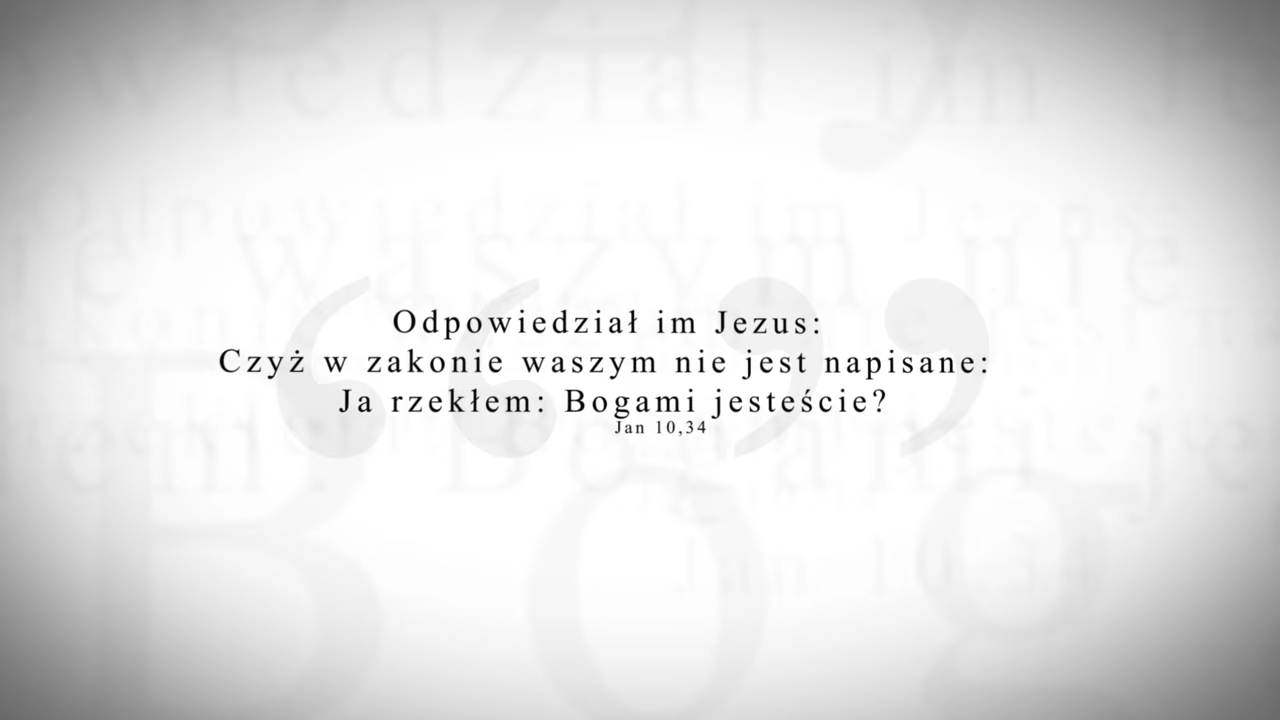 Odpowiedział im Jezus:
Czyż w zakonie waszym nie jest napisane:
Ja rzekłem: Bogami jesteście?
Jan 10,34